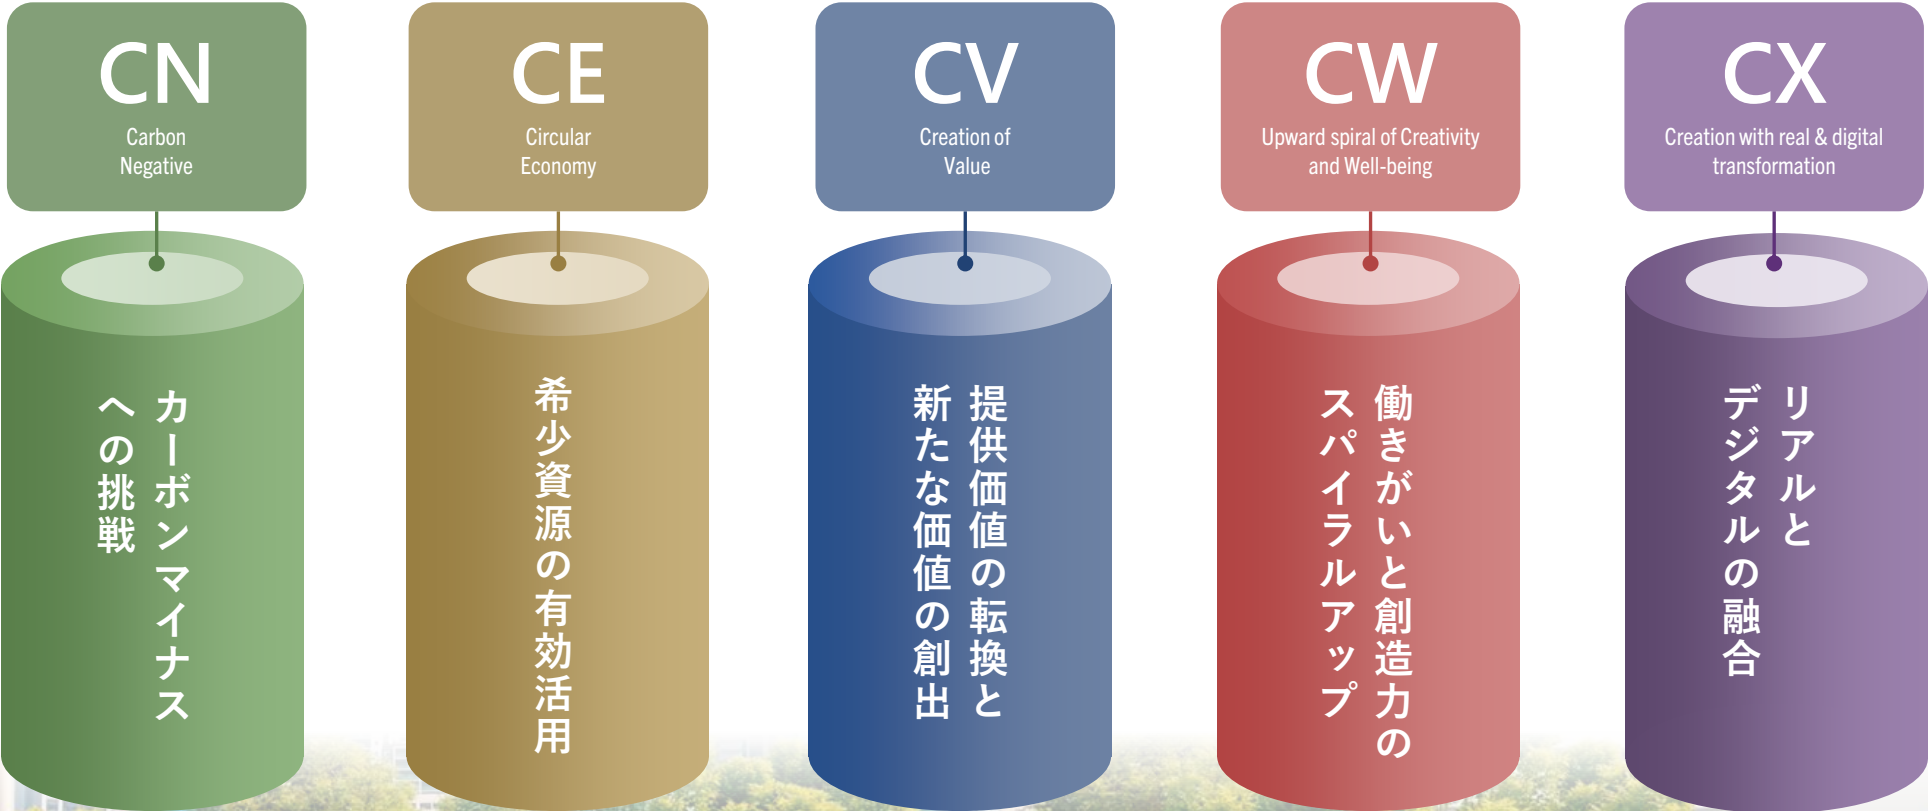 CN
Carbon
Negative
カーボンマイナス
への挑戦
CE
Circular
Economy
希少資源の有効活用
CV
Creation of
Value
提供価値の転換と
新たな価値の創出
CW
Upward spiral of Creativity
and Well-being
働きがいと創造力の
スパイラルアップ
CX
Creation with real & digital
transformation
リアルと
デジタルの融合